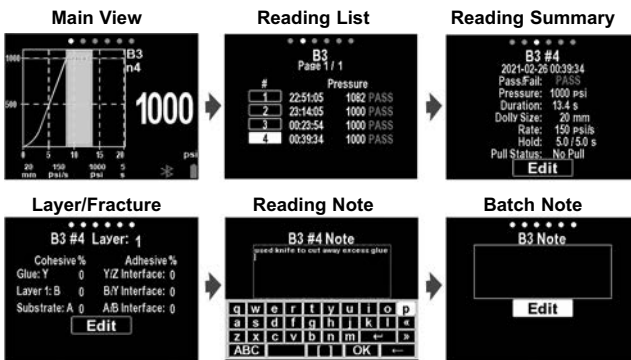 Main View
Reading List
Reading Summary
B3
n4
1000
500
1000
0 5 10 15 20
psi
20 150 1000 5
mm psi/s psi s
B3
Page 1 / 1
# Pressure
1 22:51:05 1082 PASS
2 23:14:05 1000 PASS
3 00:23:54 1000 PASS
4 00:39:34 1000 PASS
B3 #4
2021-02-26 00:39:34
Pass/Fail: PASS
Pressure: 1000 psi
Duration: 13.4 s
Dolly Size: 20 mm
Rate: 150 psi/s
Hold: 5.0 / 5.0 s
Pull Status: No Pull
Edit
Layer/Fracture
Reading Note
Batch Note
B3 #4 Layer: 1
Cohesive % Adhesive %
Glue: Y 0 Y/Z Interface: 0
Layer 1: B 0 B/Y Interface: 0
Substrate: A 0 A/B Interface: 0
Edit
B3 #4 Note
used knife to cut away excess glue
q w e r t y u i o p
a s d f g h j k l «
z x c v b n m ↵ »
ABC [ ] OK ←
B3 Note
Edit